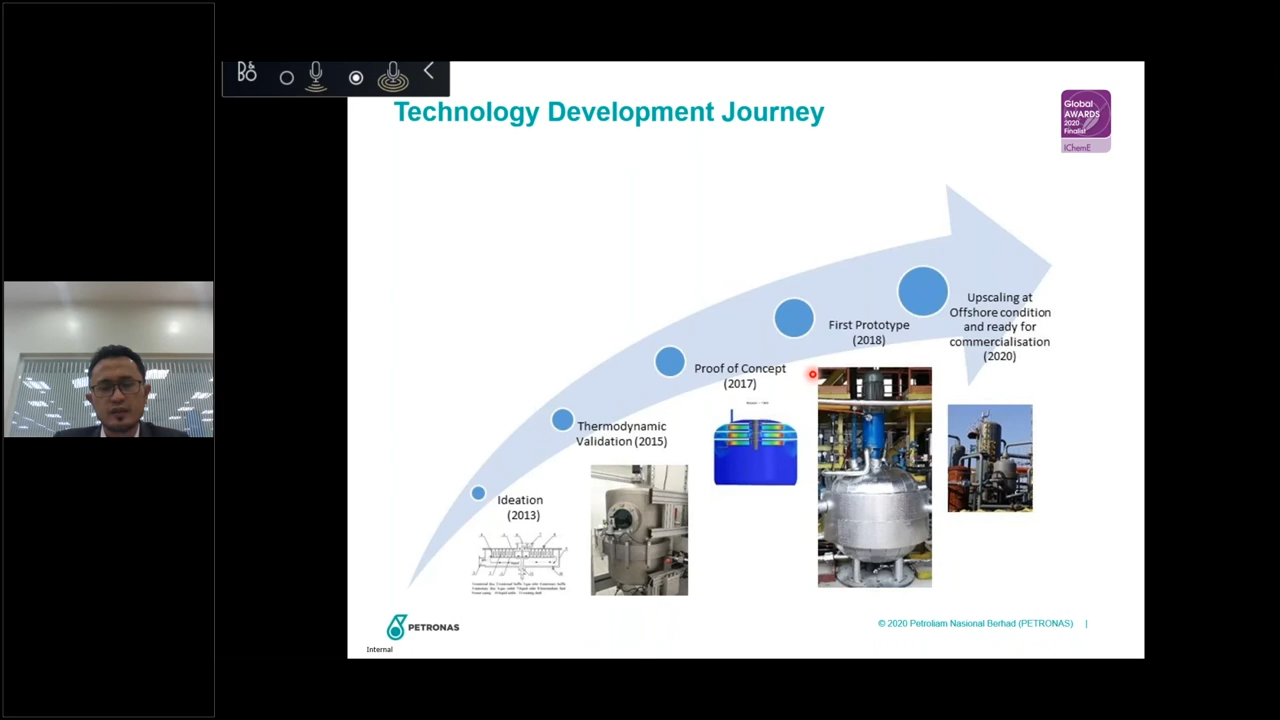 B&O
Technology Development Journey
Global
AWARDS
2020
Finalist
IChemE
Upscaling at
Offshore condition
and ready for
commercialisation
(2020)
First Prototype
(2018)
Proof of Concept
(2017)
Thermodynamic
Validation (2015)
Ideation
(2013)
PETRONAS
© 2020 Petroliam Nasional Berhad (PETRONAS) |
Internal